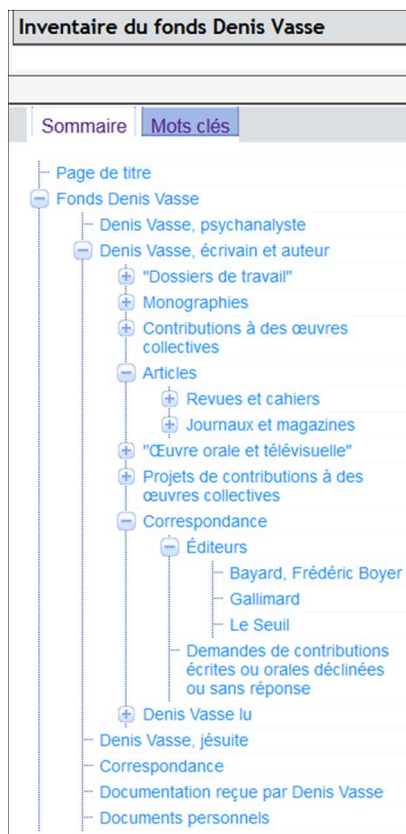 Inventaire du fonds Denis Vasse
Sommaire
Mots clés
Page de titre
Fonds Denis Vasse
Denis Vasse, psychanalyste
Denis Vasse, écrivain et auteur
"Dossiers de travail"
Monographies
Contributions à des œuvres
collectives
Articles
Revues et cahiers
Journaux et magazines
"Œuvre orale et télévisuelle"
Projets de contributions à des
œuvres collectives
Correspondance
Éditeurs
Bayard, Frédéric Boyer
Gallimard
Le Seuil
Demandes de contributions
écrites ou orales déclinées
ou sans réponse
Denis Vasse lu
Denis Vasse, jésuite
Correspondance
Documentation reçue par Denis Vasse
Documents personnels